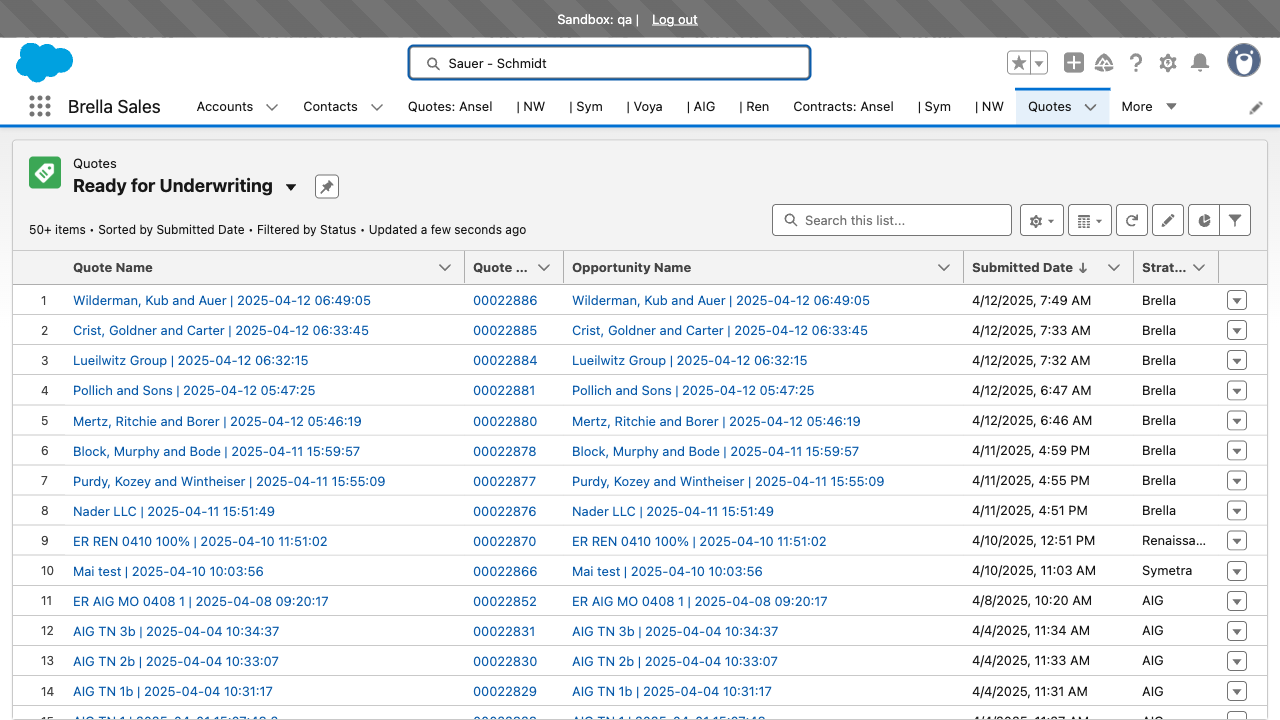 Sandbox: qa | Log out
Sauer - Schmidt
Brella Sales Accounts Contacts Quotes: Ansel | NW | Sym | Voya | AIG | Ren Contracts: Ansel | Sym | NW Quotes More
Quotes
Ready for Underwriting
50+ items • Sorted by Submitted Date • Filtered by Status • Updated a few seconds ago
Search this list...
Quote Name Quote ... Opportunity Name Submitted Date Strat...
1 Wilderman, Kub and Auer | 2025-04-12 06:49:05 00022886 Wilderman, Kub and Auer | 2025-04-12 06:49:05 4/12/2025, 7:49 AM Brella
2 Crist, Goldner and Carter | 2025-04-12 06:33:45 00022885 Crist, Goldner and Carter | 2025-04-12 06:33:45 4/12/2025, 7:33 AM Brella
3 Lueilwitz Group | 2025-04-12 06:32:15 00022884 Lueilwitz Group | 2025-04-12 06:32:15 4/12/2025, 7:32 AM Brella
4 Pollich and Sons | 2025-04-12 05:47:25 00022881 Pollich and Sons | 2025-04-12 05:47:25 4/12/2025, 6:47 AM Brella
5 Mertz, Ritchie and Borer | 2025-04-12 05:46:19 00022880 Mertz, Ritchie and Borer | 2025-04-12 05:46:19 4/12/2025, 6:46 AM Brella
6 Block, Murphy and Bode | 2025-04-11 15:59:57 00022878 Block, Murphy and Bode | 2025-04-11 15:59:57 4/11/2025, 4:59 PM Brella
7 Purdy, Kozey and Wintheiser | 2025-04-11 15:55:09 00022877 Purdy, Kozey and Wintheiser | 2025-04-11 15:55:09 4/11/2025, 4:55 PM Brella
8 Nader LLC | 2025-04-11 15:51:49 00022876 Nader LLC | 2025-04-11 15:51:49 4/11/2025, 4:51 PM Brella
9 ER REN 0410 100% | 2025-04-10 11:51:02 00022870 ER REN 0410 100% | 2025-04-10 11:51:02 4/10/2025, 12:51 PM Renaissa...
10 Mai test | 2025-04-10 10:03:56 00022866 Mai test | 2025-04-10 10:03:56 4/10/2025, 11:03 AM Symetra
11 ER AIG MO 0408 1 | 2025-04-08 09:20:17 00022852 ER AIG MO 0408 1 | 2025-04-08 09:20:17 4/8/2025, 10:20 AM AIG
12 AIG TN 3b | 2025-04-04 10:34:37 00022831 AIG TN 3b | 2025-04-04 10:34:37 4/4/2025, 11:34 AM AIG
13 AIG TN 2b | 2025-04-04 10:33:07 00022830 AIG TN 2b | 2025-04-04 10:33:07 4/4/2025, 11:33 AM AIG
14 AIG TN 1b | 2025-04-04 10:31:17 00022829 AIG TN 1b | 2025-04-04 10:31:17 4/4/2025, 11:31 AM AIG